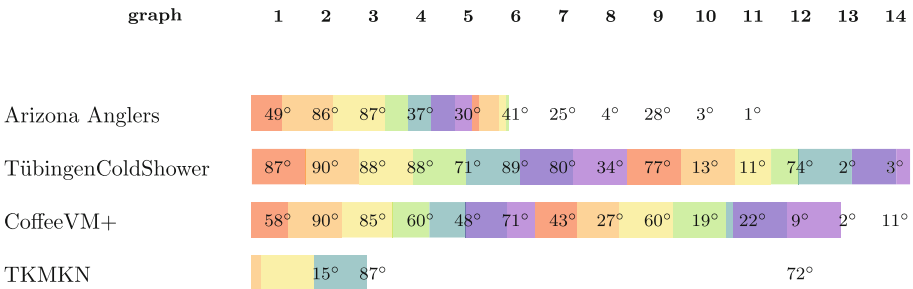 graph 1 2 3 4 5 6 7 8 9 10 11 12 13 14
Arizona Anglers 49° 86° 87° 37° 30° 41° 25° 4° 28° 3° 1°
TübingenColdShower 87° 90° 88° 88° 71° 89° 80° 34° 77° 13° 11° 74° 2° 3°
CoffeeVM+ 58° 90° 85° 60° 48° 71° 43° 27° 60° 19° 22° 9° 2° 11°
TKMKN 15° 87° 72°